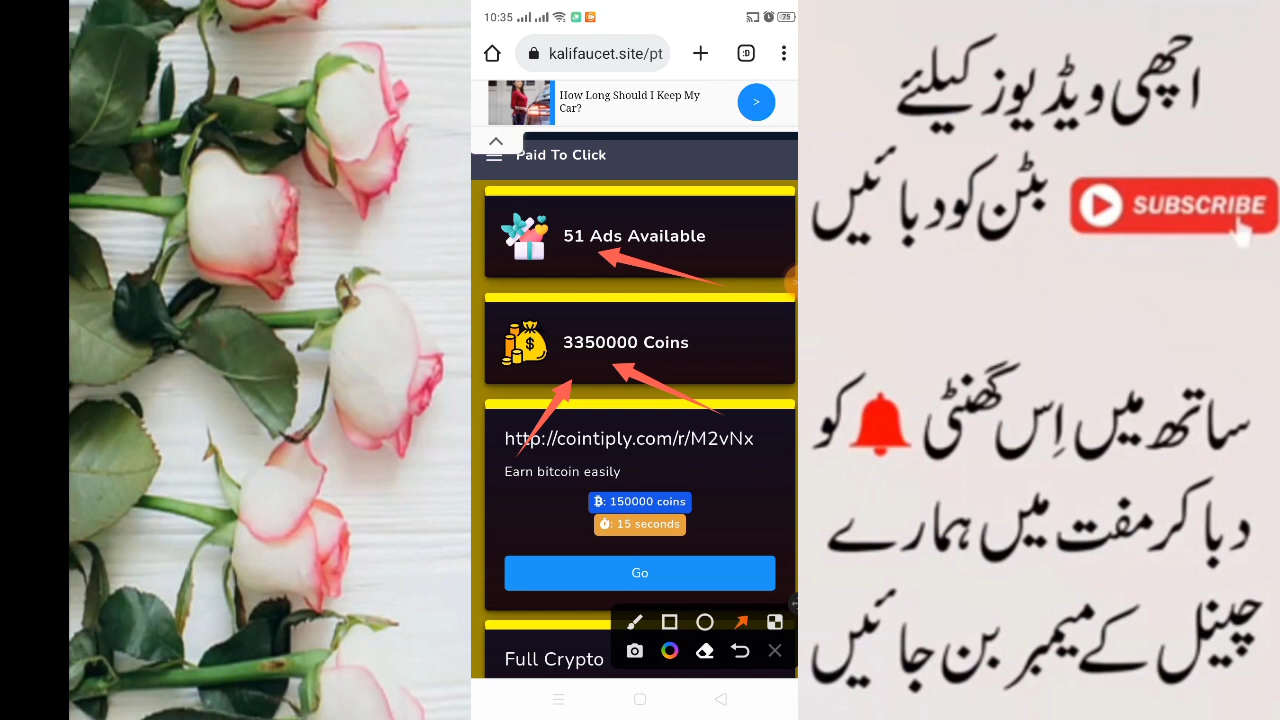 10:35
75
kalifaucet.site/pt
:D
How Long Should I Keep My
Car?
>
Paid To Click
51 Ads Available
3350000 Coins
http://cointiply.com/r/M2vNx
Earn bitcoin easily
₿: 150000 coins
: 15 seconds
Go
Full Crypto
اچھی ویڈیوز کیلئے
بٹن کو دبائیں
SUBSCRIBE
ساتھ میں اِس گھنٹی کو
دبا کر مفت میں ہمارے
چینل کے میمبر بن جائیں